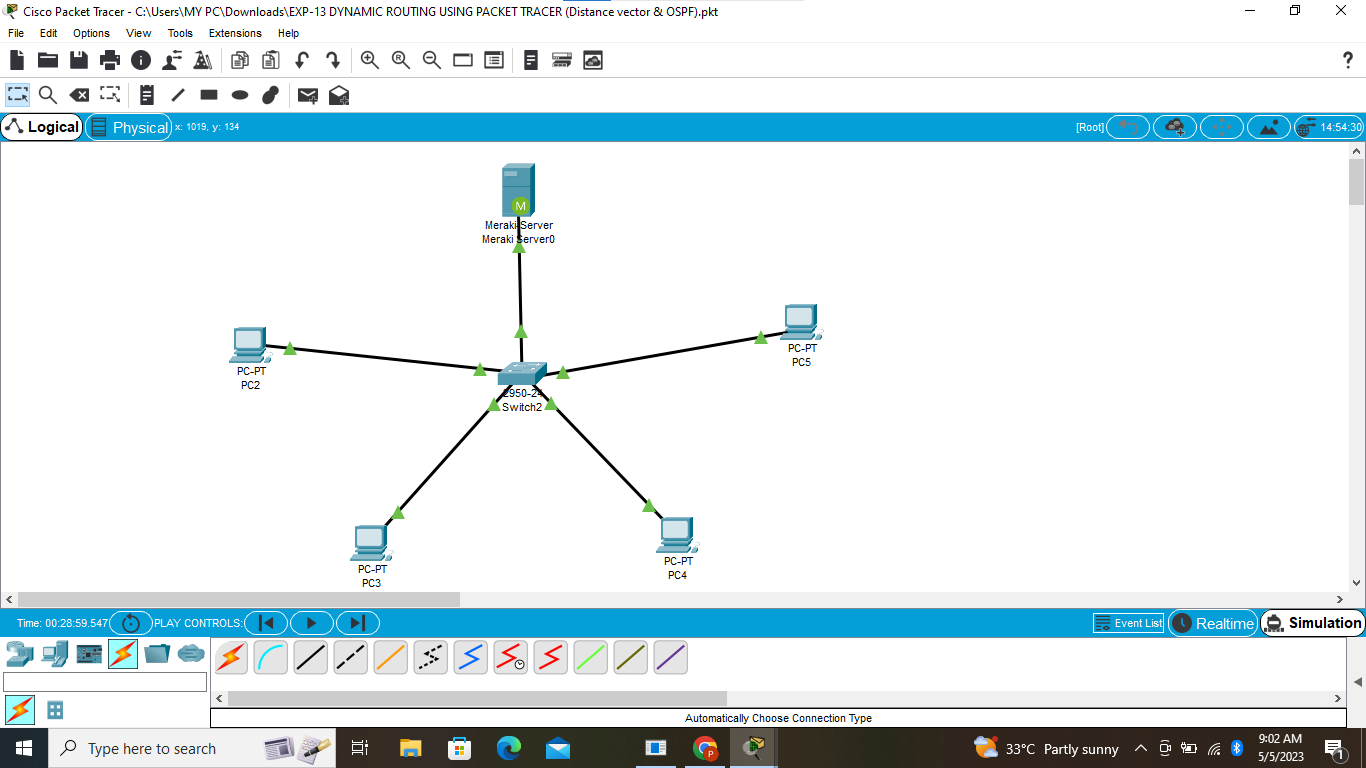 Cisco Packet Tracer - C:\Users\MY PC\Downloads\EXP-13 DYNAMIC ROUTING USING PACKET TRACER (Distance vector & OSPF).pkt
File Edit Options View Tools Extensions Help
Logical Physical x: 1019, y: 134 [Root] 14:54:30
M
Meraki-Server
Meraki Server0
PC-PT
PC5
PC-PT
PC2
2950-24
Switch2
PC-PT
PC4
PC-PT
PC3
Time: 00:28:59.547 PLAY CONTROLS: Event List Realtime Simulation
Automatically Choose Connection Type
Type here to search
33°C Partly sunny
9:02 AM
5/5/2023
1